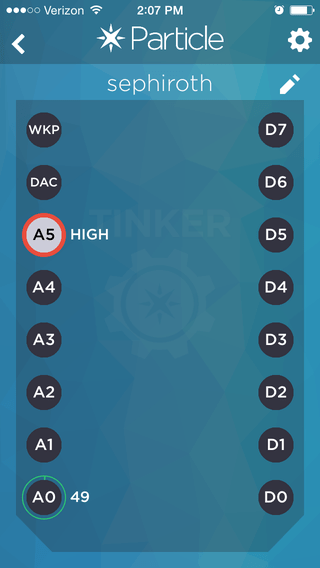 Verizon 2:07 PM
Particle
sephiroth
WKP D7
DAC D6
TINKER
A5 HIGH D5
A4 D4
A3 D3
A2 D2
A1 D1
A0 49 D0